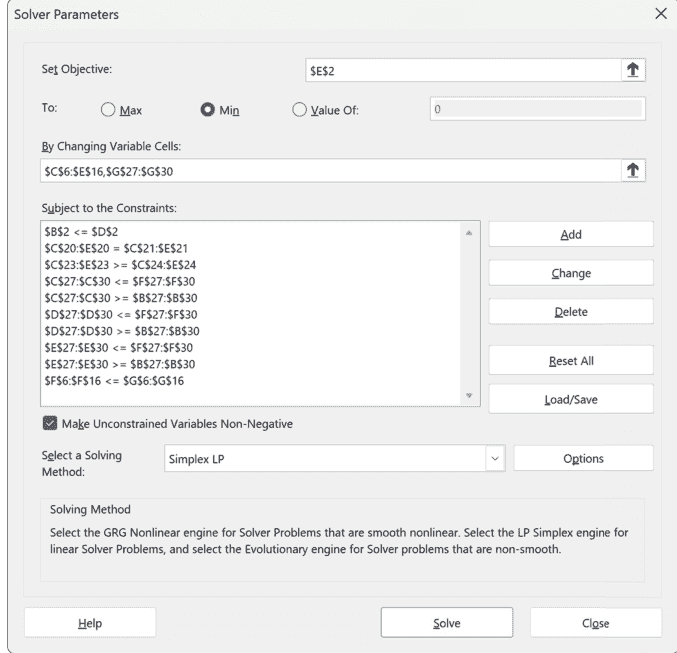 Solver Parameters
Set Objective:
$E$2
To:
Max
Min
Value Of:
0
By Changing Variable Cells:
$C$6:$E$16,$G$27:$G$30
Subject to the Constraints:
$B$2 <= $D$2
$C$20:$E$20 = $C$21:$E$21
$C$23:$E$23 >= $C$24:$E$24
$C$27:$C$30 <= $F$27:$F$30
$C$27:$C$30 >= $B$27:$B$30
$D$27:$D$30 <= $F$27:$F$30
$D$27:$D$30 >= $B$27:$B$30
$E$27:$E$30 <= $F$27:$F$30
$E$27:$E$30 >= $B$27:$B$30
$F$6:$F$16 <= $G$6:$G$16
Add
Change
Delete
Reset All
Load/Save
Make Unconstrained Variables Non-Negative
Select a Solving
Method:
Simplex LP
Options
Solving Method
Select the GRG Nonlinear engine for Solver Problems that are smooth nonlinear. Select the LP Simplex engine for
linear Solver Problems, and select the Evolutionary engine for Solver problems that are non-smooth.
Help
Solve
Close